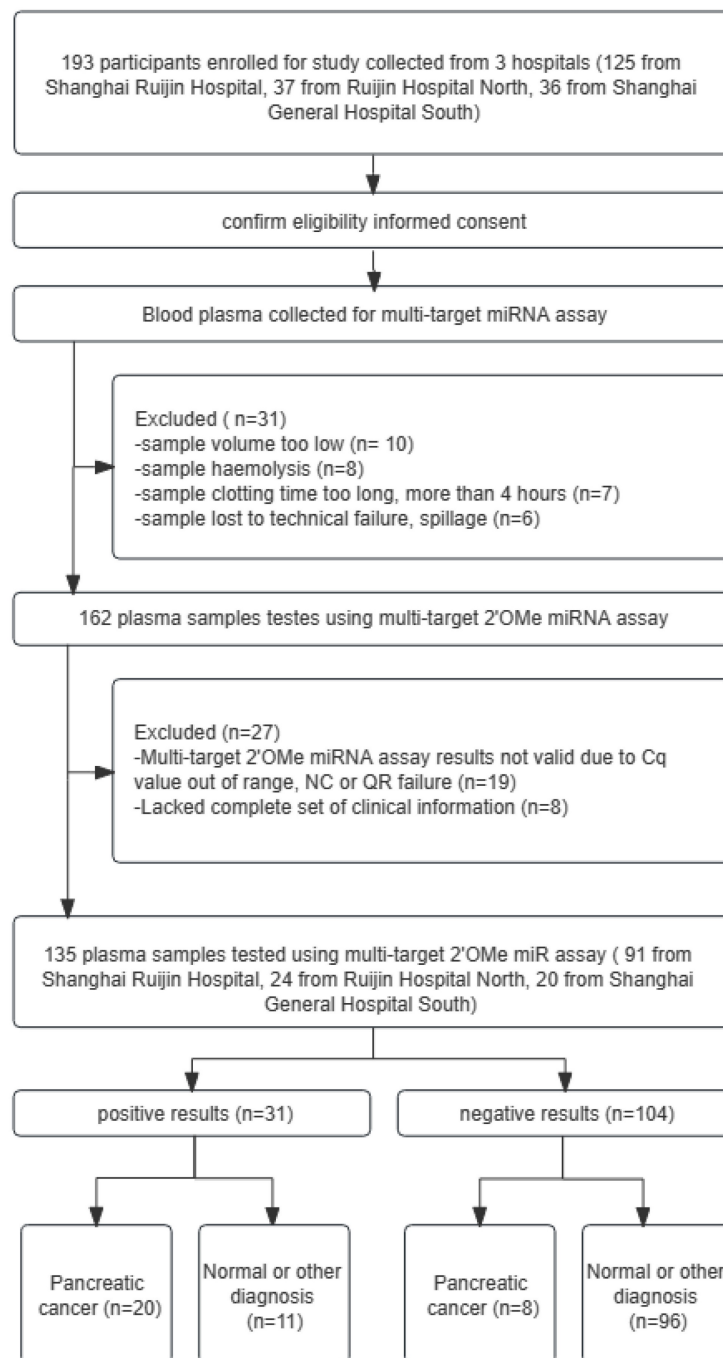 193 participants enrolled for study collected from 3 hospitals (125 from
Shanghai Ruijin Hospital, 37 from Ruijin Hospital North, 36 from Shanghai
General Hospital South)
confirm eligibility informed consent
Blood plasma collected for multi-target miRNA assay
Excluded ( n=31)
-sample volume too low (n= 10)
-sample haemolysis (n=8)
-sample clotting time too long, more than 4 hours (n=7)
-sample lost to technical failure, spillage (n=6)
162 plasma samples testes using multi-target 2'OMe miRNA assay
Excluded (n=27)
-Multi-target 2'OMe miRNA assay results not valid due to Cq
value out of range, NC or QR failure (n=19)
-Lacked complete set of clinical information (n=8)
135 plasma samples tested using multi-target 2'OMe miR assay ( 91 from
Shanghai Ruijin Hospital, 24 from Ruijin Hospital North, 20 from Shanghai
General Hospital South)
positive results (n=31)
negative results (n=104)
Pancreatic
cancer (n=20)
Normal or other
diagnosis
(n=11)
Pancreatic
cancer (n=8)
Normal or other
diagnosis
(n=96)